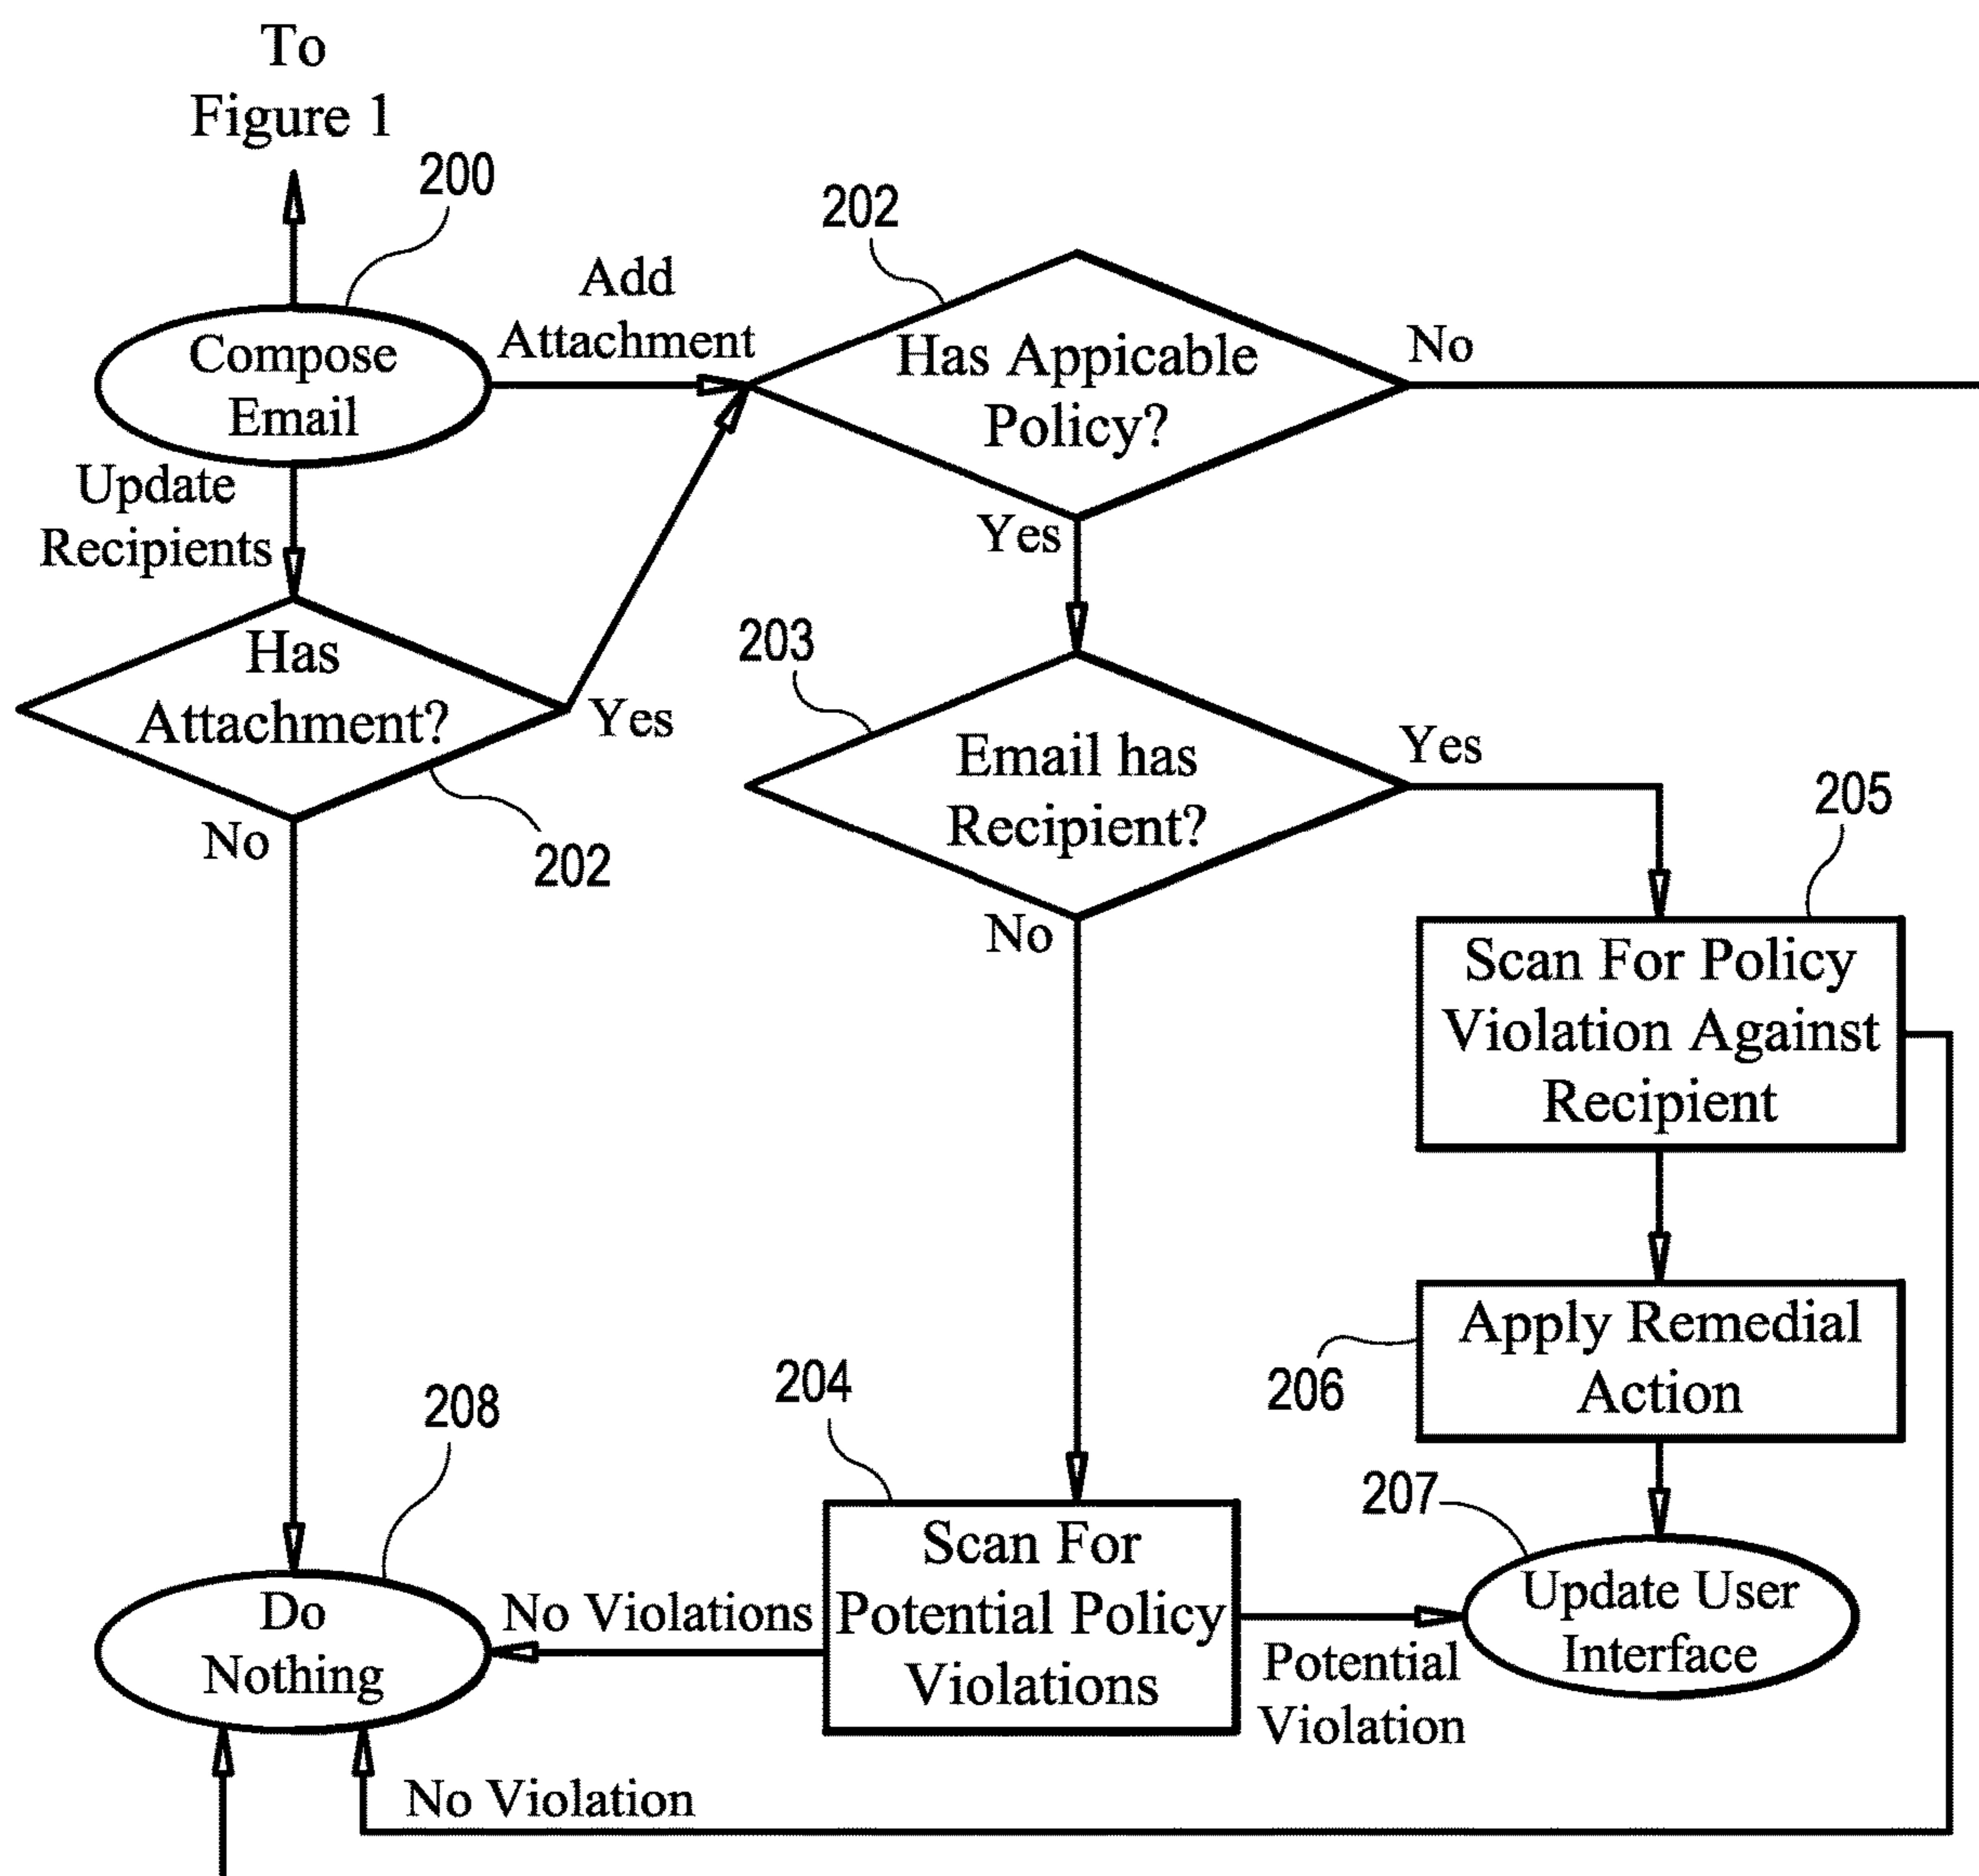 To
Figure 1
200
202
Add
Attachment
Compose
Email
Has Appicable
Policy?
No
Update
Recipients
Yes
Has
Attachment?
Yes
203
Email has
Recipient?
Yes
205
No
202
No
Scan For Policy
Violation Against
Recipient
Apply Remedial
Action
206
204
208
207
Scan For
Potential Policy
Violations
Do
Nothing
No Violations
Update User
Interface
Potential
Violation
No Violation